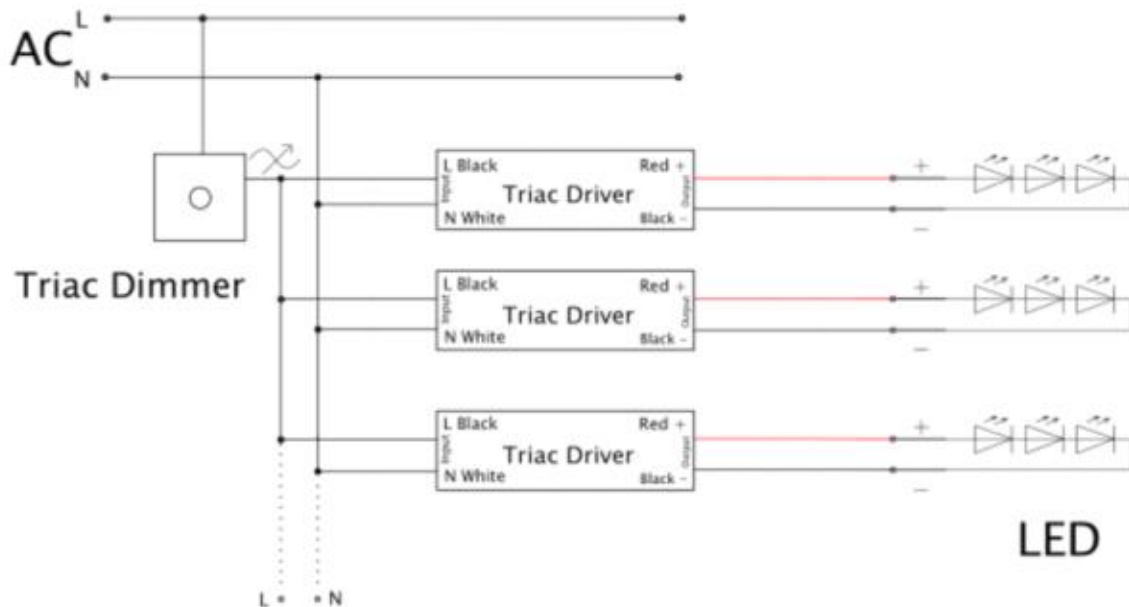 L
AC
N
L Black
Red +
Input
Triac Driver
Output
N White
Black -
+
−
Triac Dimmer
L Black
Red +
Input
Triac Driver
Output
N White
Black -
+
−
L Black
Red +
Input
Triac Driver
Output
N White
Black -
+
−
LED
L
N